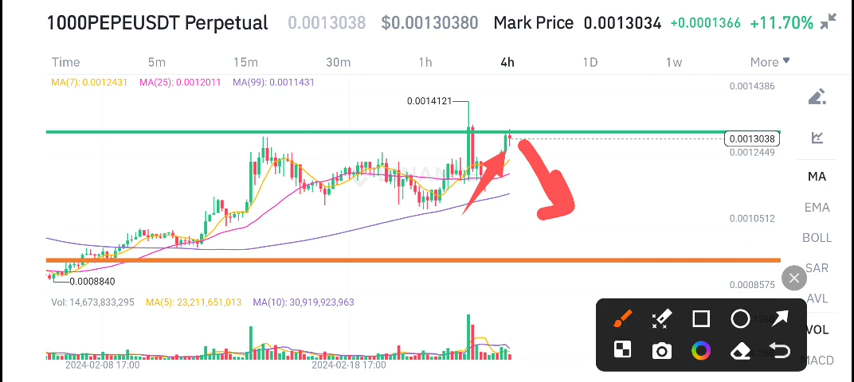 1000PEPEUSDT Perpetual 0.0013038 $0.00130380 Mark Price 0.0013034 +0.0001366 +11.70%
Time 5m 15m 30m 1h 4h 1D 1w More
MA(7): 0.0012431 MA(25): 0.0012011 MA(99): 0.0011431
0.0014386
0.0014121
0.0013038
0.0012449
MA
EMA
0.0010512
BOLL
SAR
0.0008840
0.0008575
AVL
Vol: 14,673,833,295 MA(5): 23,211,651,013 MA(10): 30,919,923,963
VOL
MACD
2024-02-08 17:00 2024-02-18 17:00